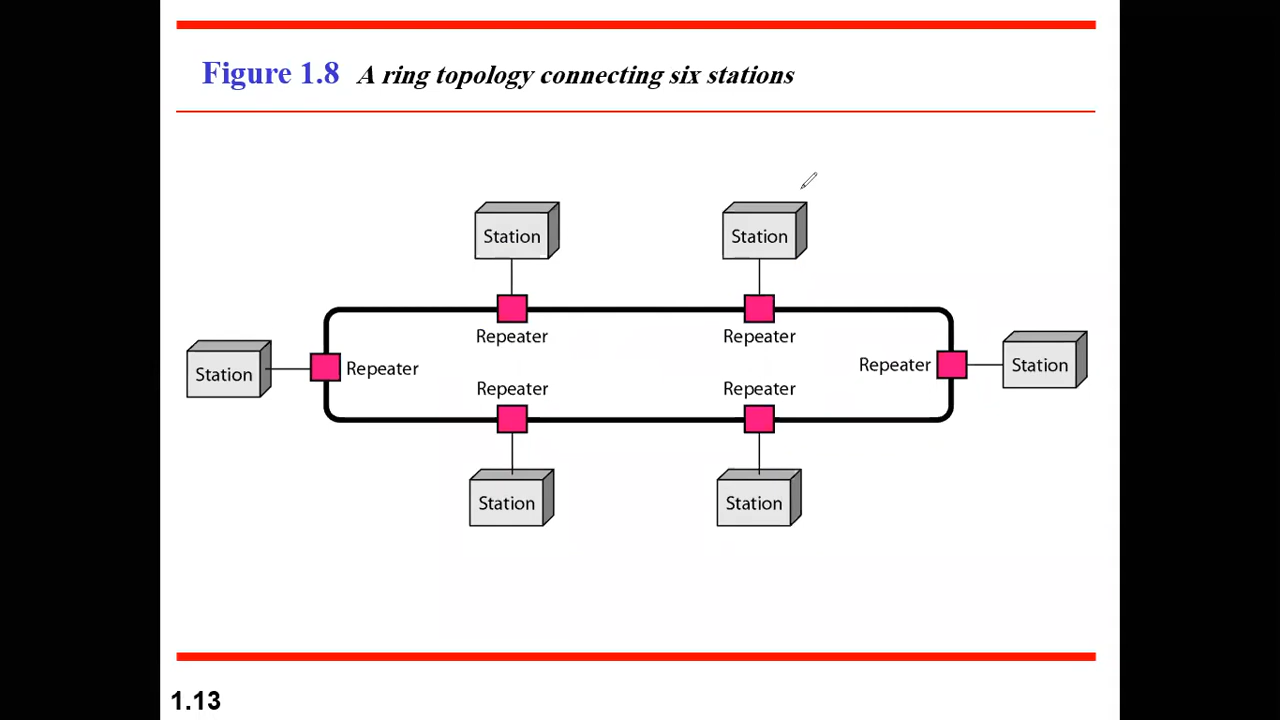 Figure 1.8 A ring topology connecting six stations
Station
Station
Repeater
Repeater
Station
Repeater
Repeater
Station
Repeater
Repeater
Station
Station
1.13